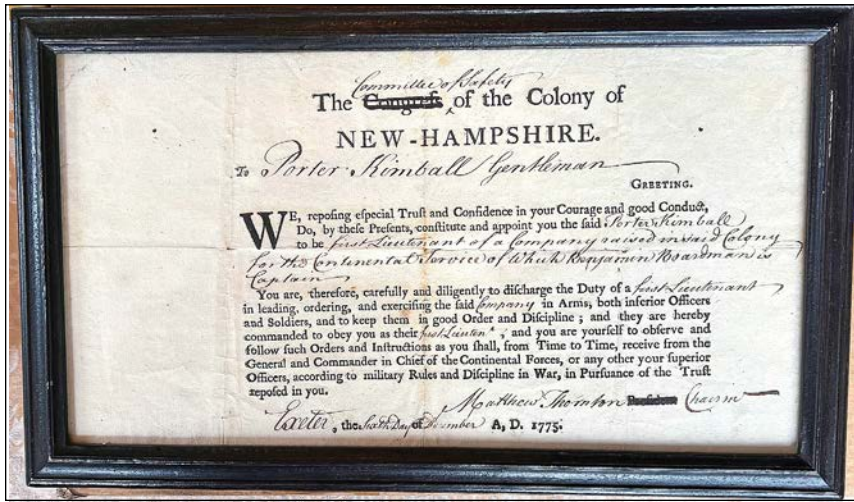 Committee of Safety
The Congreſs ‸ of the Colony of
NEW-HAMPSHIRE.
To Porter Kimball Gentleman
GREETING.
WE, repoſing eſpecial Truſt and Confidence in your Courage and good Conduct,
Do, by theſe Preſents, conſtitute and appoint you the ſaid Porter Kimball
to be first Lieutenant of a Company raised in said Colony
for the Continental Service of Which Benjamin Boardman is
Captain
You are, therefore, carefully and diligently to diſcharge the Duty of a first Lieutenant
in leading, ordering, and exerciſing the ſaid Company in Arms, both inferior Officers
and Soldiers, and to keep them in good Order and Diſcipline ; and they are hereby
commanded to obey you as their first Lieutent ; and you are yourſelf to obſerve and
follow ſuch Orders and Inſtructions as you ſhall, from Time to Time, receive from the
General and Commander in Chief of the Continental Forces, or any other your ſuperior
Officers, according to military Rules and Diſcipline in War, in Purſuance of the Truſt
repoſed in you.
Matthew Thornton Preſident Chairm
Exeter, the Sixth Day of December A, D. 1775.